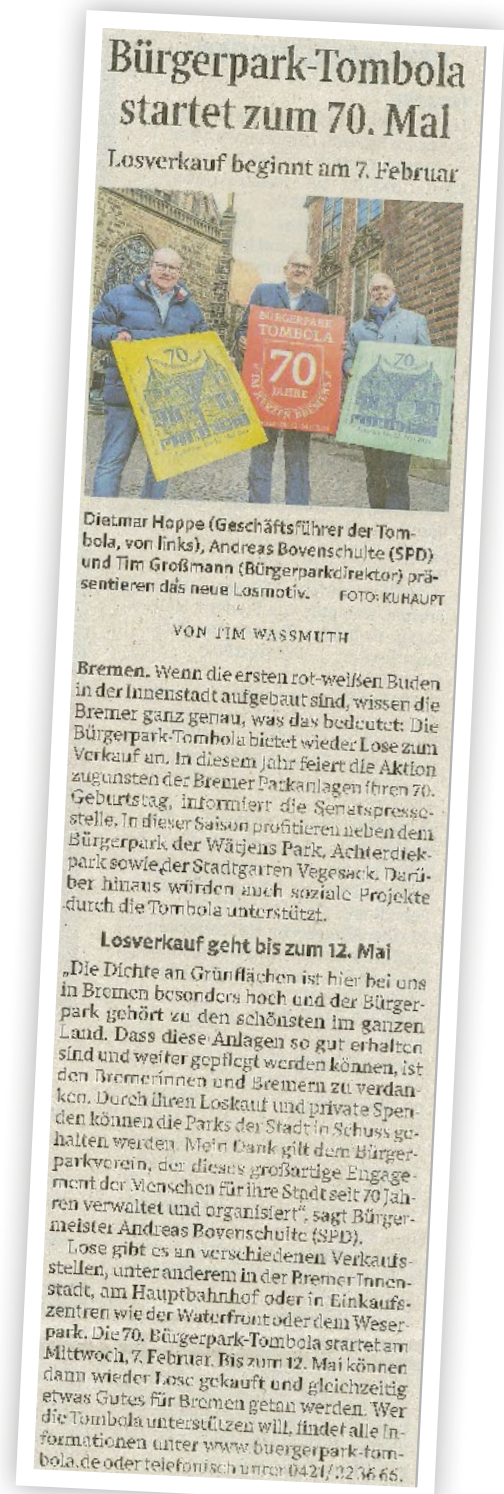 Bürgerpark-Tombola
startet zum 70. Mal
Losverkauf beginnt am 7. Februar
70
BÜRGERPARK
TOMBOLA
70
JAHRE
IM HERZEN BREMENS
70
Dietmar Hoppe (Geschäftsführer der Tom-
bola, von links), Andreas Bovenschulte (SPD)
und Tim Großmann (Bürgerparkdirektor) prä-
sentieren das neue Losmotiv. FOTO: KUHAUPT
VON TIM WASSMUTH
Bremen. Wenn die ersten rot-weißen Buden
in der Innenstadt aufgebaut sind, wissen die
Bremer ganz genau, was das bedeutet: Die
Bürgerpark-Tombola bietet wieder Lose zum
Verkauf an. In diesem Jahr feiert die Aktion
zugunsten der Bremer Parkanlagen ihren 70.
Geburtstag, informiert die Senatspresse-
stelle. In dieser Saison profitieren neben dem
Bürgerpark der Wätjens Park, Achterdiek-
park sowie der Stadtgarten Vegesack. Darü-
ber hinaus würden auch soziale Projekte
durch die Tombola unterstützt.
Losverkauf geht bis zum 12. Mai
„Die Dichte an Grünflächen ist hier bei uns
in Bremen besonders hoch und der Bürger-
park gehört zu den schönsten im ganzen
Land. Dass diese Anlagen so gut erhalten
sind und weiter gepflegt werden können, ist
den Bremerinnen und Bremern zu verdan-
ken. Durch ihren Loskauf und private Spen-
den können die Parks der Stadt in Schuss ge-
halten werden. Mein Dank gilt dem Bürger-
parkverein, der dieses großartige Engage-
ment der Menschen für ihre Stadt seit 70 Jah-
ren verwaltet und organisiert“, sagt Bürger-
meister Andreas Bovenschulte (SPD).
Lose gibt es an verschiedenen Verkaufs-
stellen, unter anderem in der Bremer Innen-
stadt, am Hauptbahnhof oder in Einkaufs-
zentren wie der Waterfront oder dem Weser-
park. Die 70. Bürgerpark-Tombola startet am
Mittwoch, 7. Februar. Bis zum 12. Mai können
dann wieder Lose gekauft und gleichzeitig
etwas Gutes für Bremen getan werden. Wer
die Tombola unterstützen will, findet alle In-
formationen unter www.buergerpark-tom-
bola.de oder telefonisch unter 0421/32 36 65.